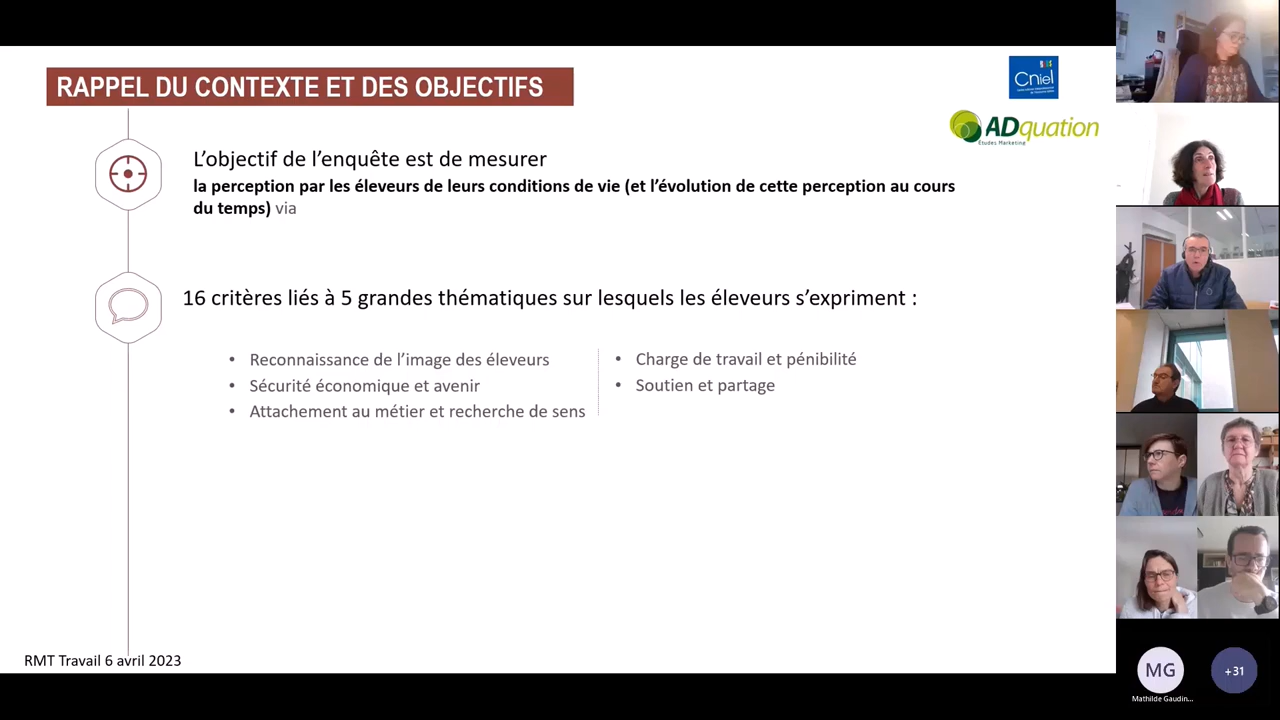 RAPPEL DU CONTEXTE ET DES OBJECTIFS
Cniel
ADquation
Études Marketing
L’objectif de l’enquête est de mesurer
la perception par les éleveurs de leurs conditions de vie (et l’évolution de cette perception au cours
du temps) via
16 critères liés à 5 grandes thématiques sur lesquels les éleveurs s’expriment :
• Reconnaissance de l’image des éleveurs
• Sécurité économique et avenir
• Attachement au métier et recherche de sens
• Charge de travail et pénibilité
• Soutien et partage
RMT Travail 6 avril 2023
MG
Mathilde Gaudin...
+31